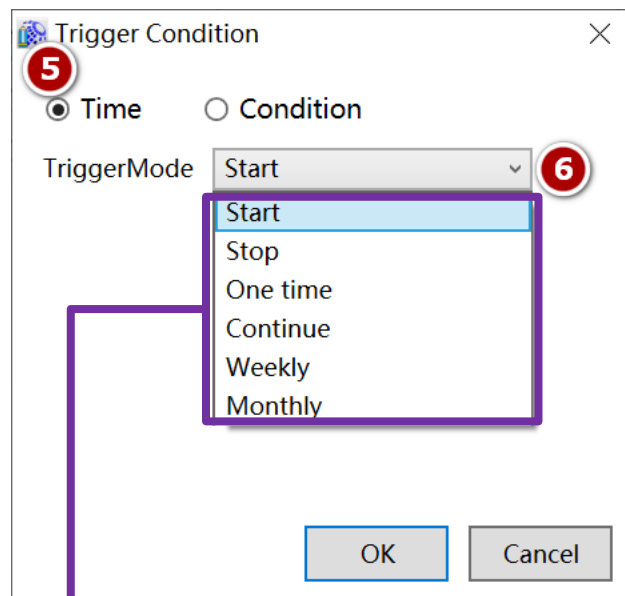 Trigger Condition
5
Time Condition
TriggerMode Start 6
Start
Stop
One time
Continue
Weekly
Monthly
OK Cancel